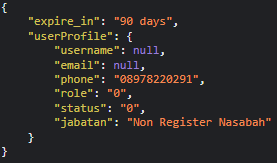 {
    "expire_in": "90 days",
    "userProfile": {
        "username": null,
        "email": null,
        "phone": "08978220291",
        "role": "0",
        "status": "0",
        "jabatan": "Non Register Nasabah"
    }
}